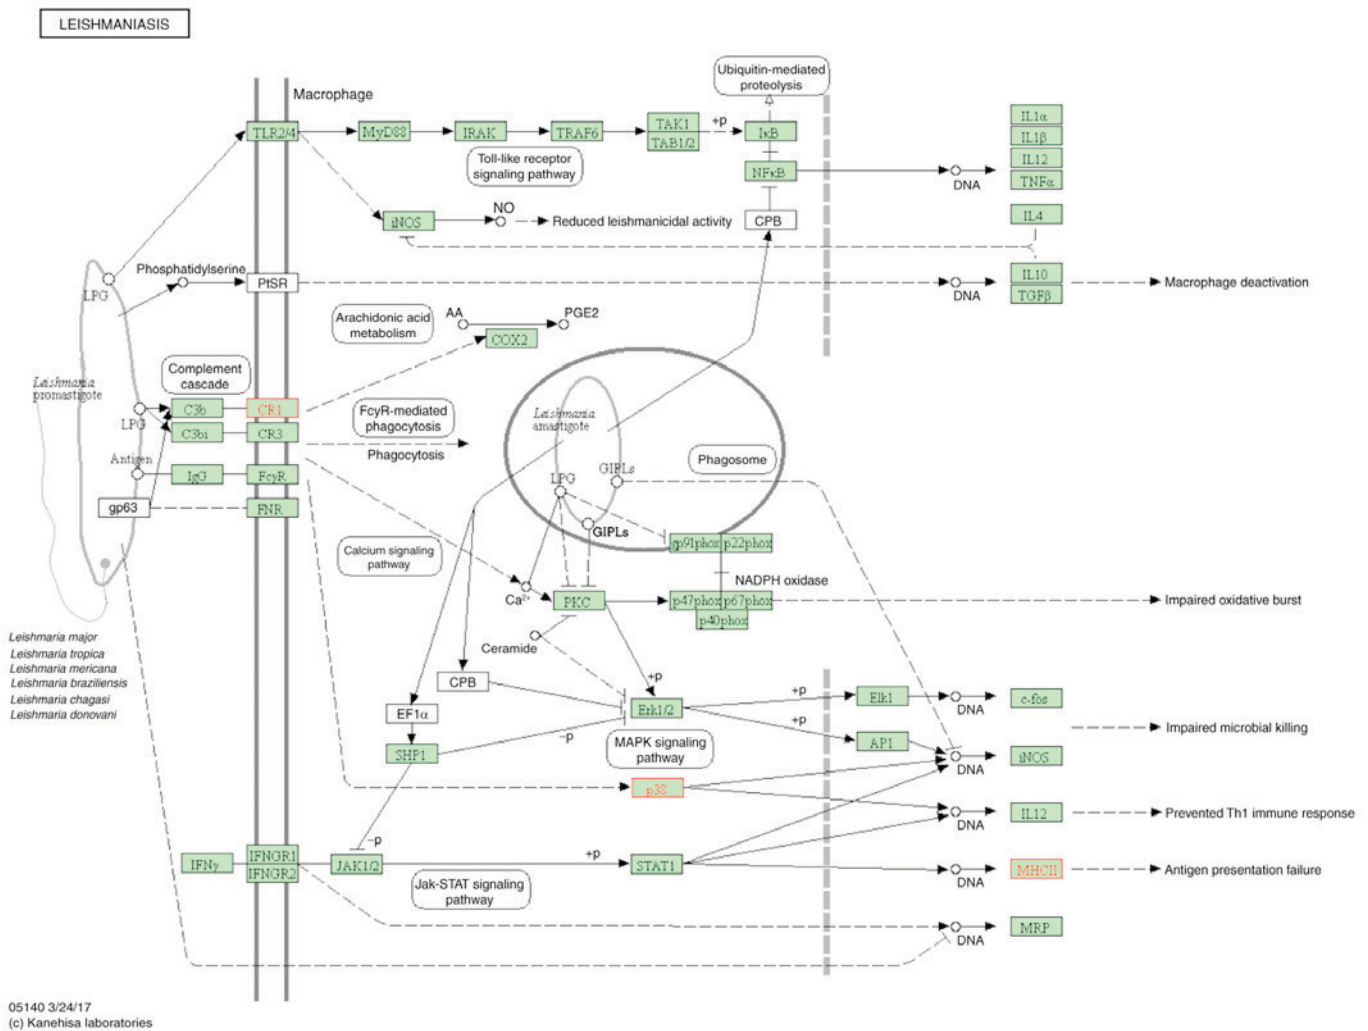 LEISHMANIASIS
Ubiquitin-mediated
proteolysis
Macrophage
TLR2/4
MyD88
IRAK
TRAF6
TAK1
TAB1/2
+p
IκB
IL1α
IL1β
IL12
TNFα
Toll-like receptor
signaling pathway
NFκB
DNA
iNOS
NO
Reduced leishmanicidal activity
CPB
IL4
Phosphatidylserine
PtSR
LPG
DNA
IL10
TGFβ
Macrophage deactivation
Arachidonic acid
metabolism
AA
PGE2
COX2
Complement
cascade
Leishmania
promastigote
C3b
CR1
LPG
C3bi
CR3
FcγR-mediated
phagocytosis
Phagocytosis
Leishmania
amastigote
Phagosome
Antigen
IgG
FcγR
LPG
GIPLs
gp63
FNR
GIPLs
gp91phox
p22phox
Calcium signaling
pathway
NADPH oxidase
Ca2+
PKC
p47phox
p67phox
p40phox
Impaired oxidative burst
Ceramide
Leishmaria major
Leishmaria tropica
Leishmaria mericana
Leishmaria braziliensis
Leishmaria chagasi
Leishmaria donovani
CPB
+p
Erk1/2
+p
Elk1
DNA
c-fos
EF1α
+p
Impaired microbial killing
SHP1
–p
MAPK signaling
pathway
AP1
DNA
iNOS
p38
DNA
IL12
Prevented Th1 immune response
–p
IFNγ
IFNGR1
IFNGR2
JAK1/2
+p
STAT1
DNA
MHCII
Antigen presentation failure
Jak-STAT signaling
pathway
DNA
MRP
05140 3/24/17
(c) Kanehisa laboratories